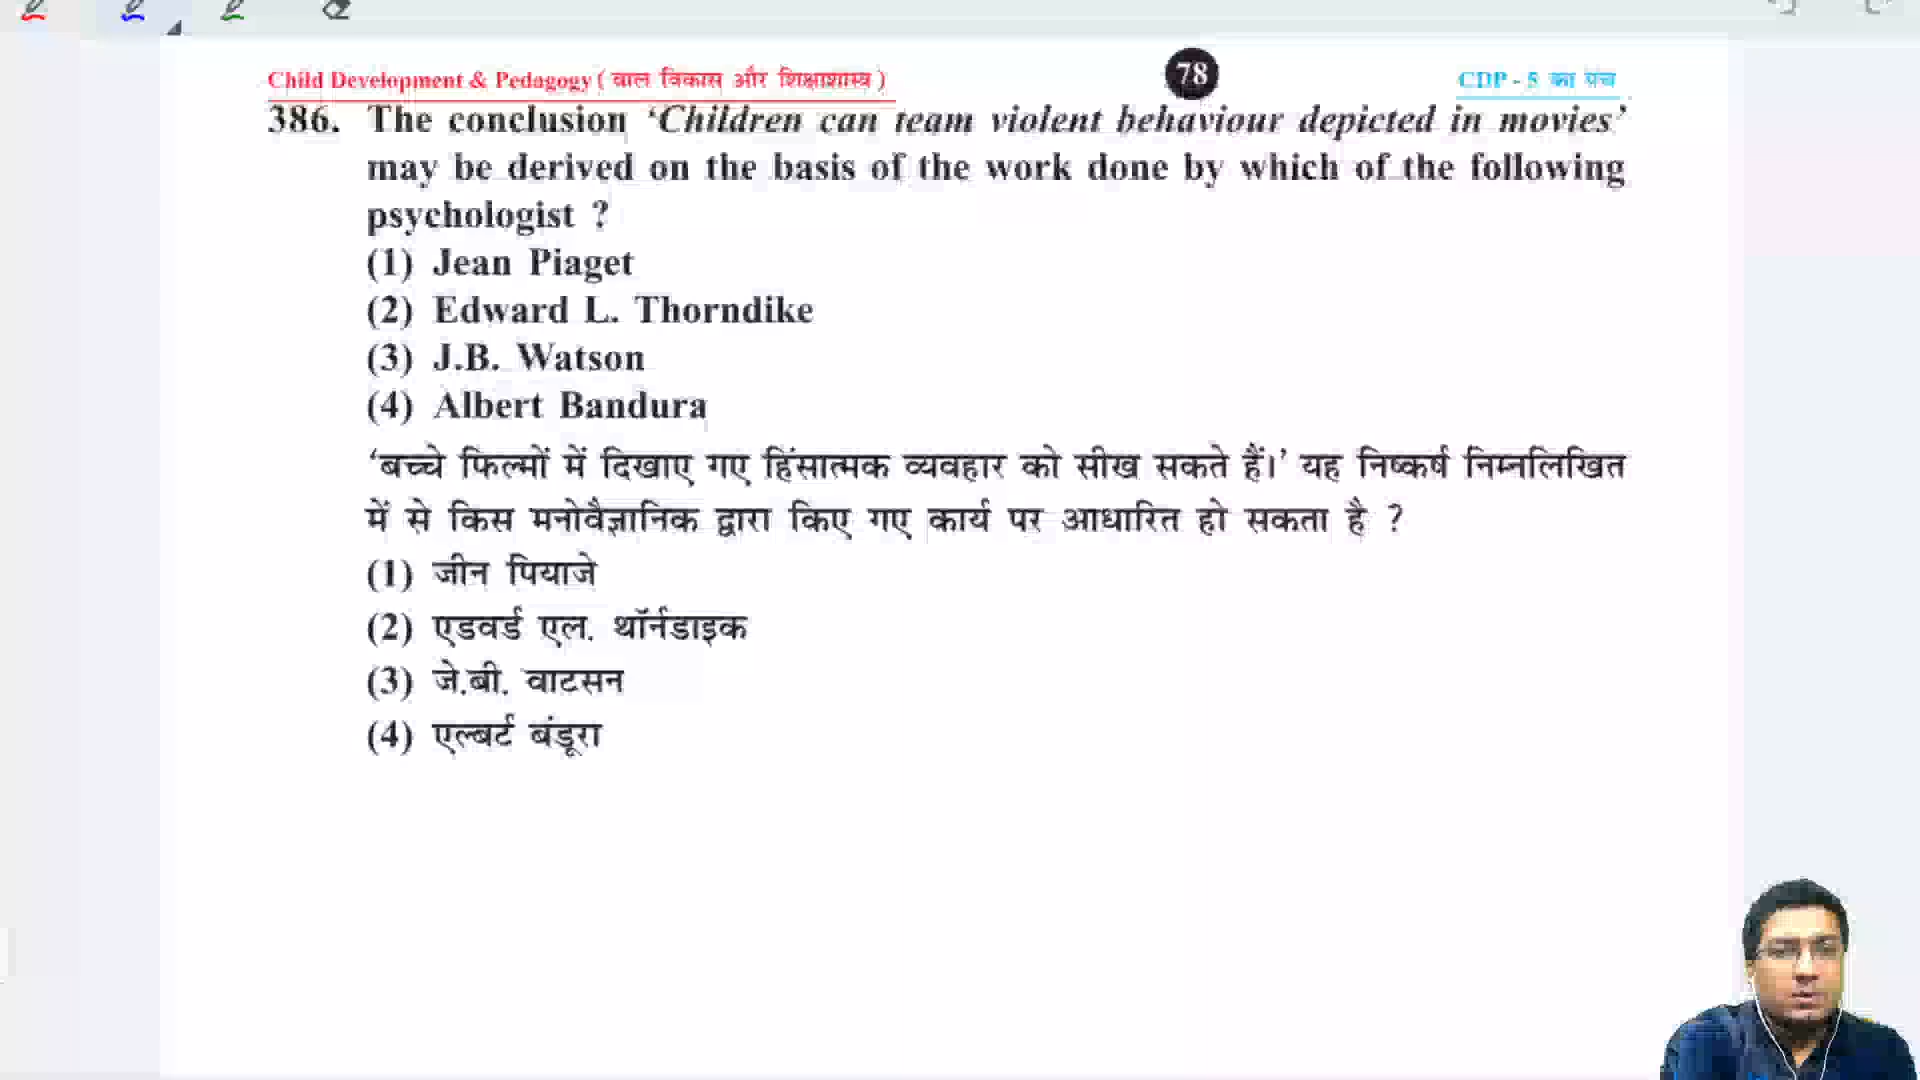 Child Development & Pedagogy ( बाल विकास और शिक्षाशास्त्र )
78
CDP - 5 का पंच
386. The conclusion ‘Children can team violent behaviour depicted in movies’
may be derived on the basis of the work done by which of the following
psychologist ?
(1) Jean Piaget
(2) Edward L. Thorndike
(3) J.B. Watson
(4) Albert Bandura
‘बच्चे फिल्मों में दिखाए गए हिंसात्मक व्यवहार को सीख सकते हैं।’ यह निष्कर्ष निम्नलिखित
में से किस मनोवैज्ञानिक द्वारा किए गए कार्य पर आधारित हो सकता है ?
(1) जीन पियाजे
(2) एडवर्ड एल. थॉर्नडाइक
(3) जे.बी. वाटसन
(4) एल्बर्ट बंडूरा